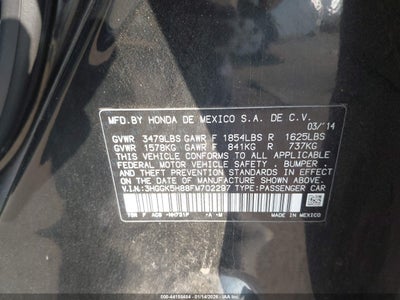 MFD.BY HONDA DE MEXICO S.A. DE C.V.
03/'14
GVWR 3479LBS GAWR F 1854LBS R 1625LBS
GVWR 1578KG GAWR F 841KG R 737KG
THIS VEHICLE CONFORMS TO ALL APPLICABLE
FEDERAL MOTOR VEHICLE SAFETY, BUMPER,
AND THEFT PREVENTION STANDARDS IN EFFECT
ON THE DATE OF MANUFACTURE SHOWN ABOVE.
V.I.N.:3HGGK5H88FM702297 TYPE:PASSENGER CAR
MADE IN MEXICO